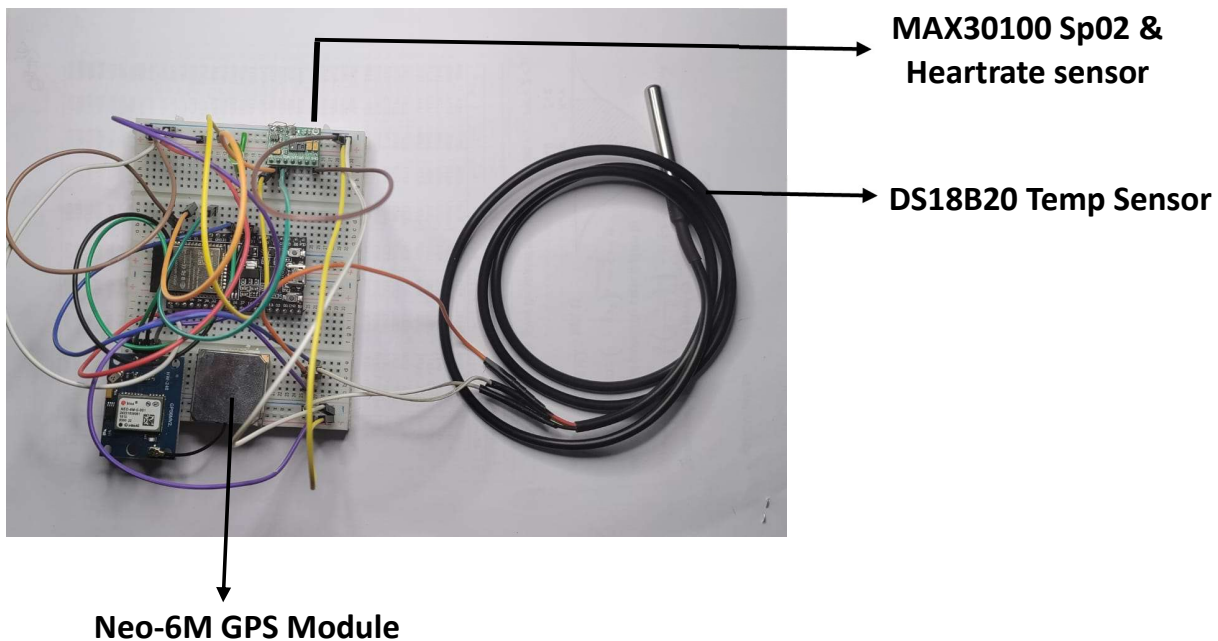 MAX30100 Sp02 &
Heartrate sensor
DS18B20 Temp Sensor
Neo-6M GPS Module